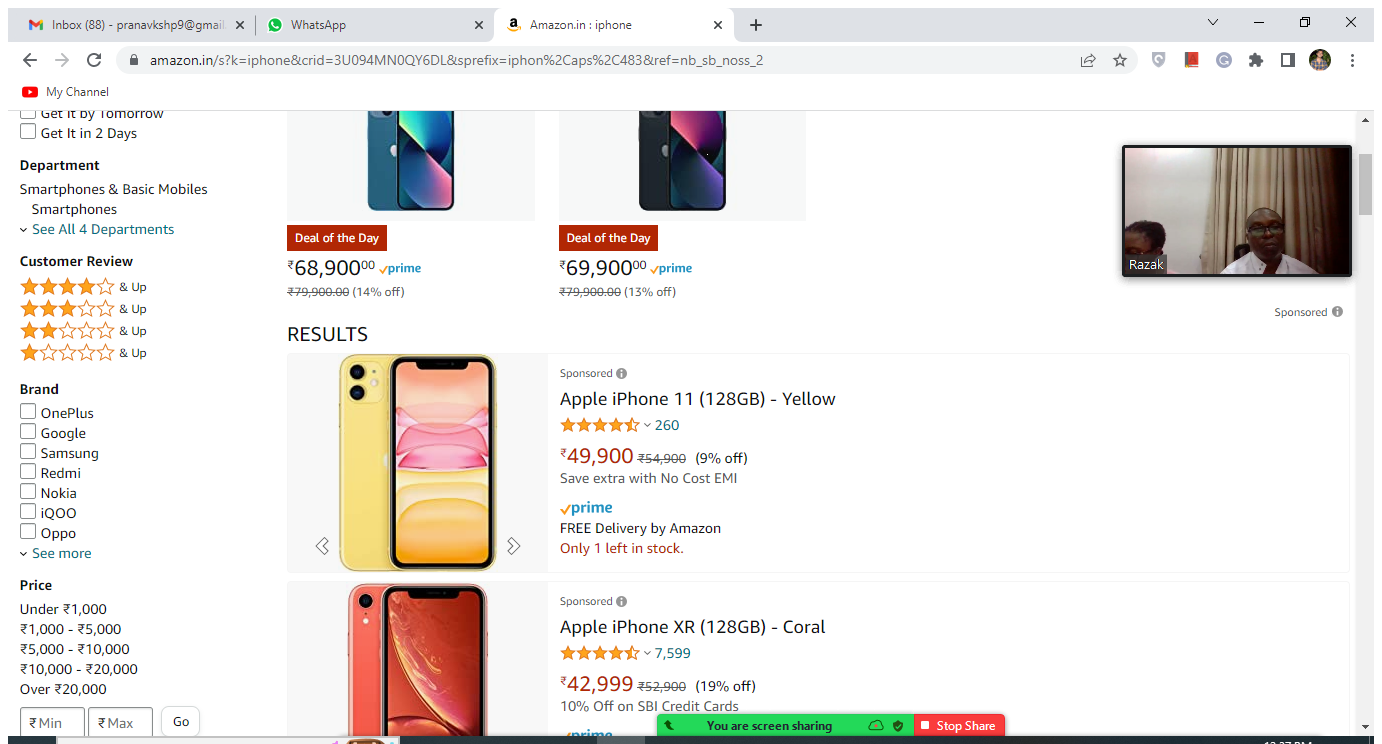 Inbox (88) - pranavkshp9@gmai
WhatsApp
Amazon.in : iphone
amazon.in/s?k=iphone&crid=3U094MN0QY6DL&sprefix=iphon%2Caps%2C483&ref=nb_sb_noss_2
My Channel
Get It by Tomorrow
Get It in 2 Days
Department
Smartphones & Basic Mobiles
Smartphones
See All 4 Departments
Customer Review
& Up
& Up
& Up
& Up
Brand
OnePlus
Google
Samsung
Redmi
Nokia
iQOO
Oppo
See more
Price
Under ₹1,000
₹1,000 - ₹5,000
₹5,000 - ₹10,000
₹10,000 - ₹20,000
Over ₹20,000
₹ Min ₹ Max Go
Deal of the Day
₹68,900.00 prime
₹79,900.00 (14% off)
Deal of the Day
₹69,900.00 prime
₹79,900.00 (13% off)
Razak
Sponsored
RESULTS
Sponsored
Apple iPhone 11 (128GB) - Yellow
260
₹49,900 ₹54,900 (9% off)
Save extra with No Cost EMI
prime
FREE Delivery by Amazon
Only 1 left in stock.
Sponsored
Apple iPhone XR (128GB) - Coral
7,599
₹42,999 ₹52,900 (19% off)
10% Off on SBI Credit Cards
prime
You are screen sharing
Stop Share